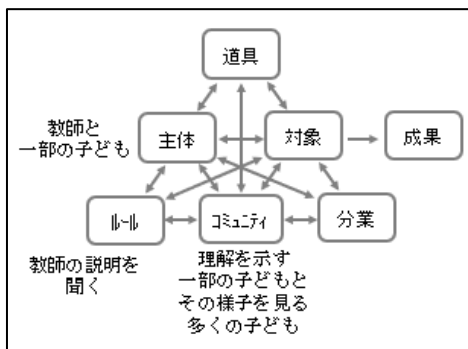 道具
教師と
一部の子ども
主体
対象
成果
ルール
コミュニティ
分業
教師の説明を
聞く
理解を示す
一部の子どもと
その様子を見る
多くの子ども